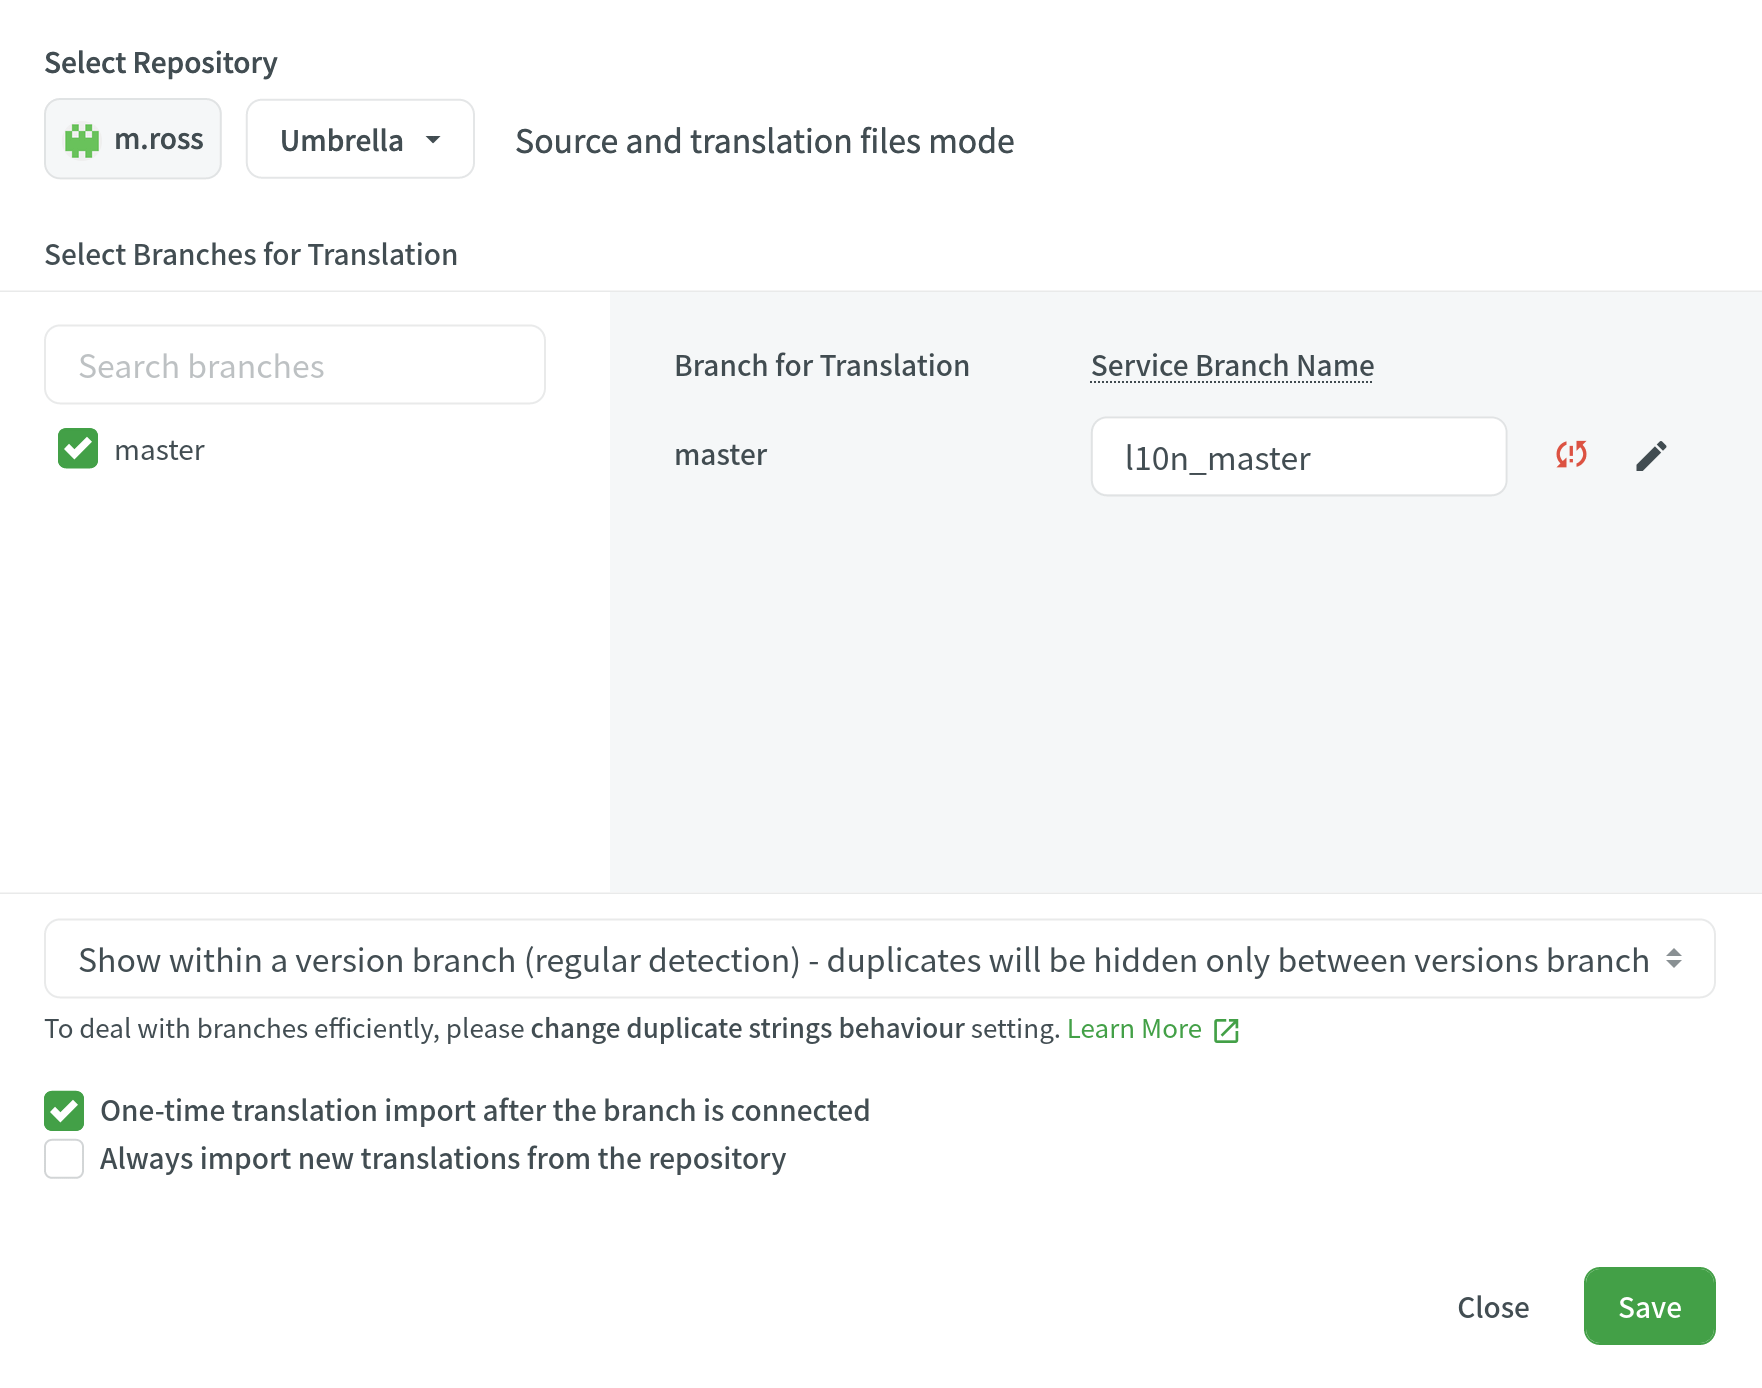 Select Repository
m.ross Umbrella Source and translation files mode
Select Branches for Translation
Search branches
master
Branch for Translation Service Branch Name
master l10n_master
Show within a version branch (regular detection) - duplicates will be hidden only between versions branch
To deal with branches efficiently, please change duplicate strings behaviour setting. Learn More
One-time translation import after the branch is connected
Always import new translations from the repository
Close Save